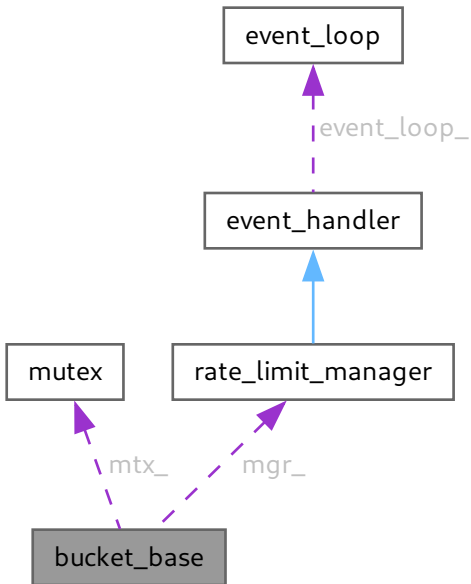 event_loop
event_loop_
event_handler
mutex
rate_limit_manager
mtx_
mgr_
bucket_base